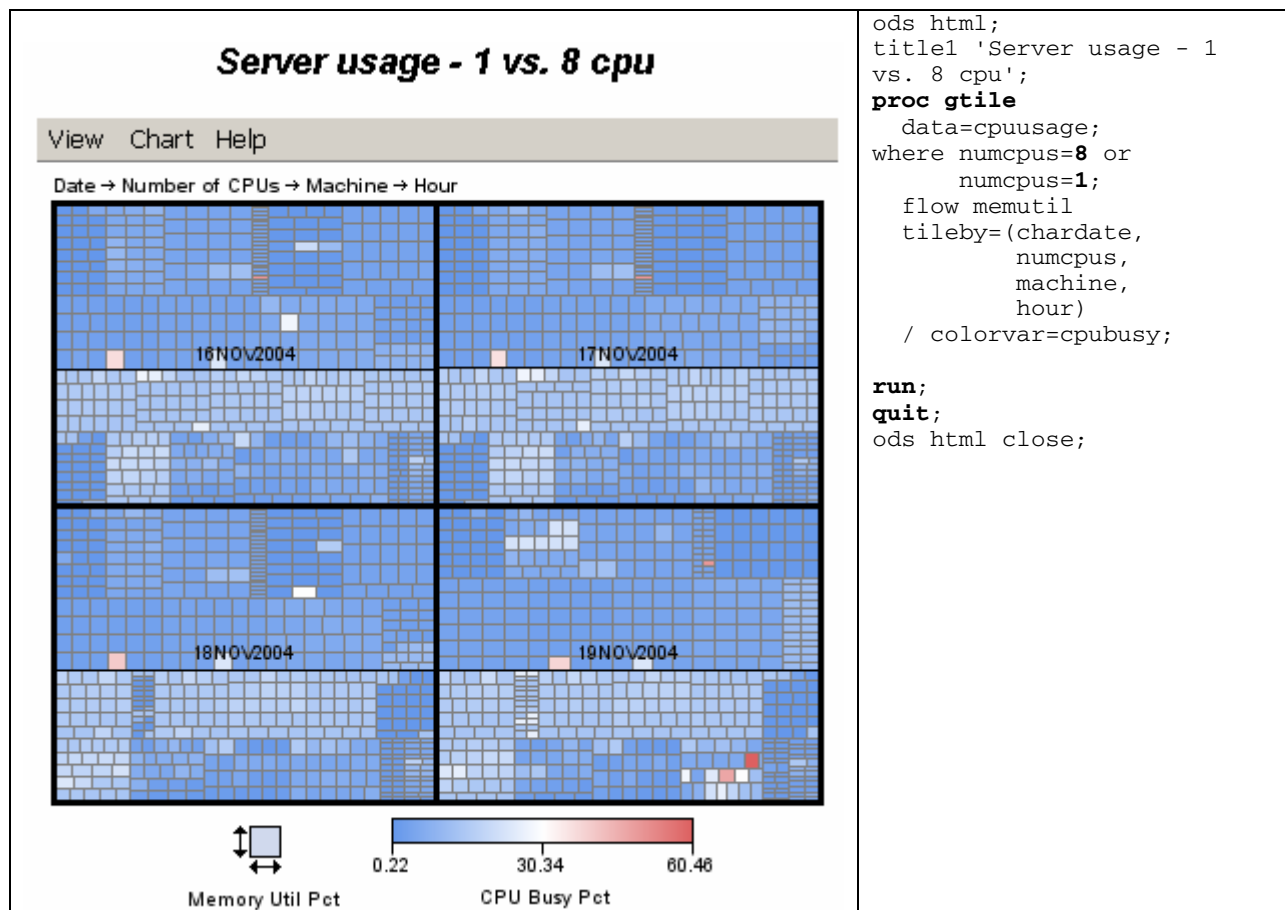 Server usage - 1 vs. 8 cpu
View Chart Help
Date → Number of CPUs → Machine → Hour
16NOV2004
17NOV2004
18NOV2004
19NOV2004
0.22
30.34
60.46
Memory Util Pct
CPU Busy Pct
ods html;
title1 'Server usage - 1
vs. 8 cpu';
proc gtile
data=cpuusage;
where numcpus=8 or
numcpus=1;
flow memutil
tileby=(chardate,
numcpus,
machine,
hour)
/ colorvar=cpubusy;
run;
quit;
ods html close;